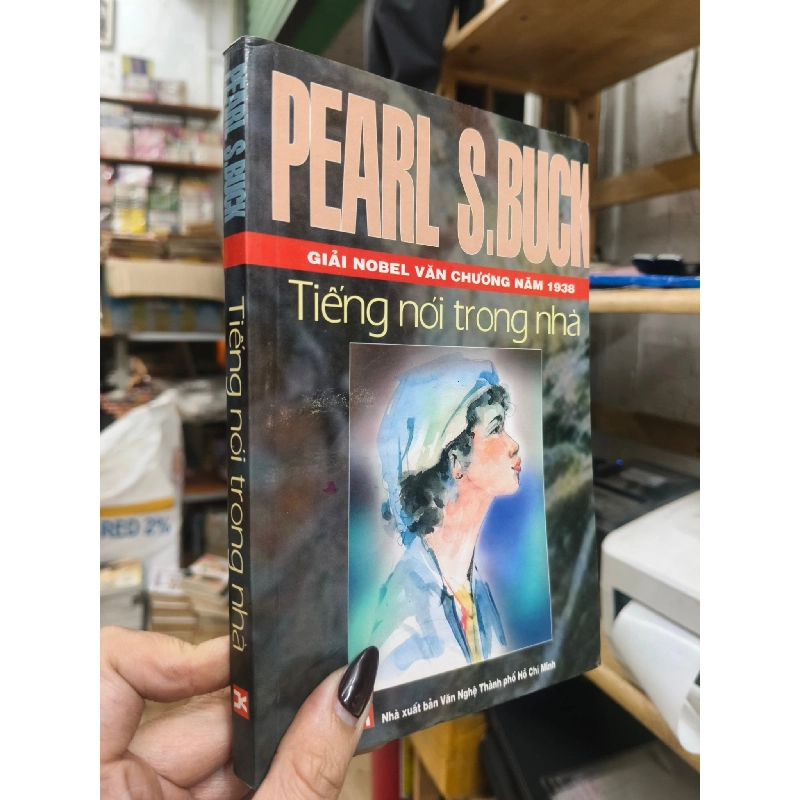 PEARL S.BUCK
GIẢI NOBEL VĂN CHƯƠNG NĂM 1938
Tiếng nói trong nhà
Nhà xuất bản Văn Nghệ Thành phố Hồ Chí Minh
PEARL S.BUCK
Tiếng nói trong nhà
RED 2%